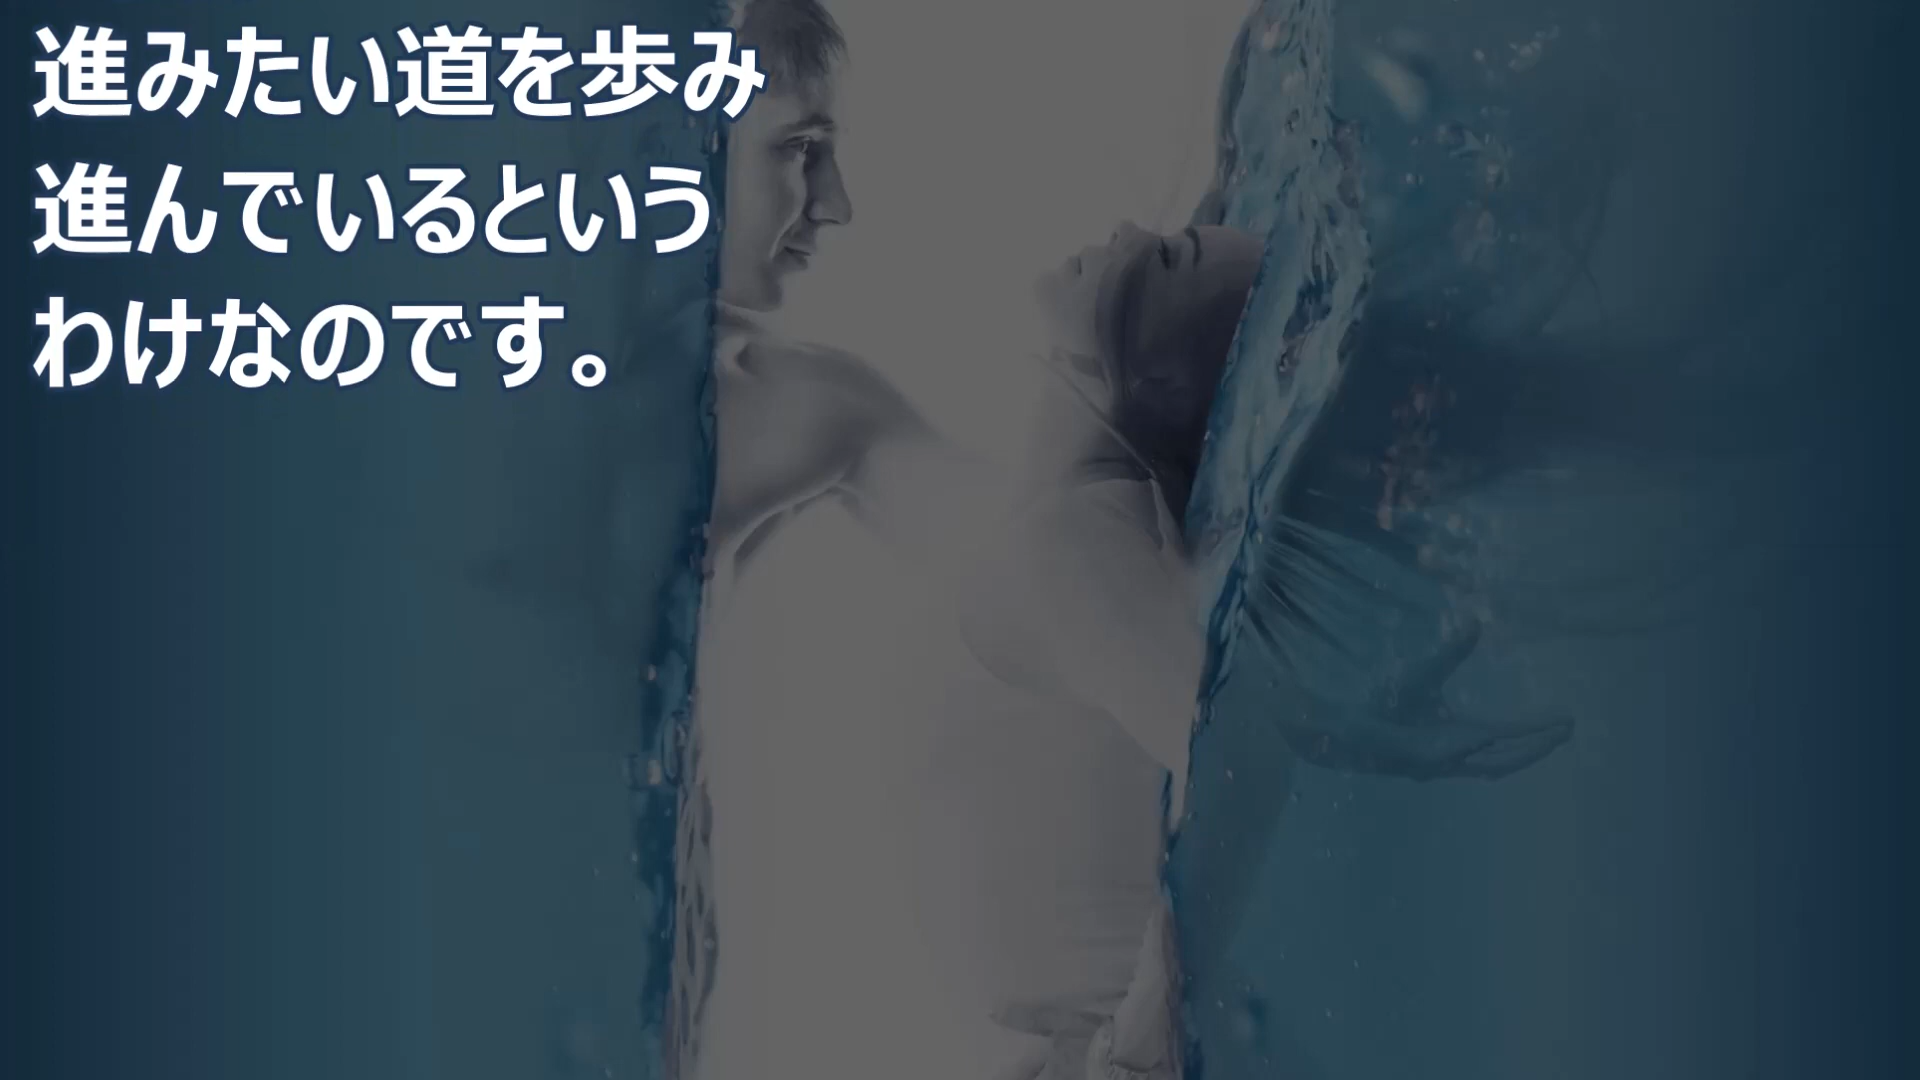 進みたい道を歩み
進んでいるという
わけなのです。